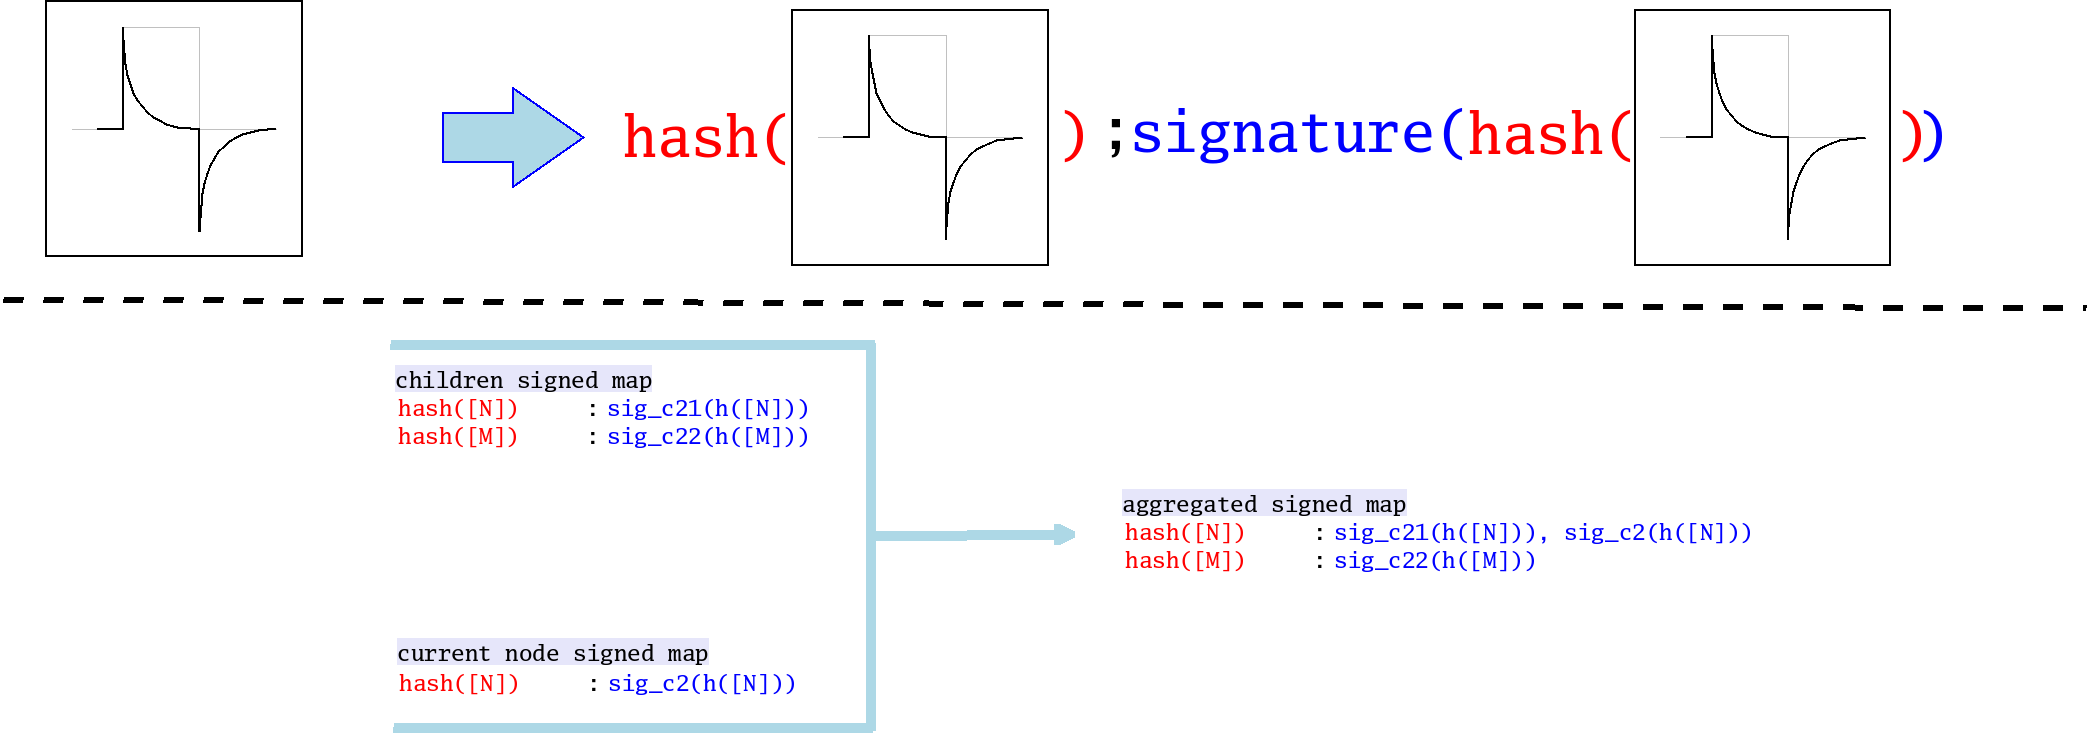 hash( ) ;signature(hash( ))
children signed map
hash([N]) : sig_c21(h([N]))
hash([M]) : sig_c22(h([M]))
aggregated signed map
hash([N]) : sig_c21(h([N])), sig_c2(h([N]))
hash([M]) : sig_c22(h([M]))
current node signed map
hash([N]) : sig_c2(h([N]))